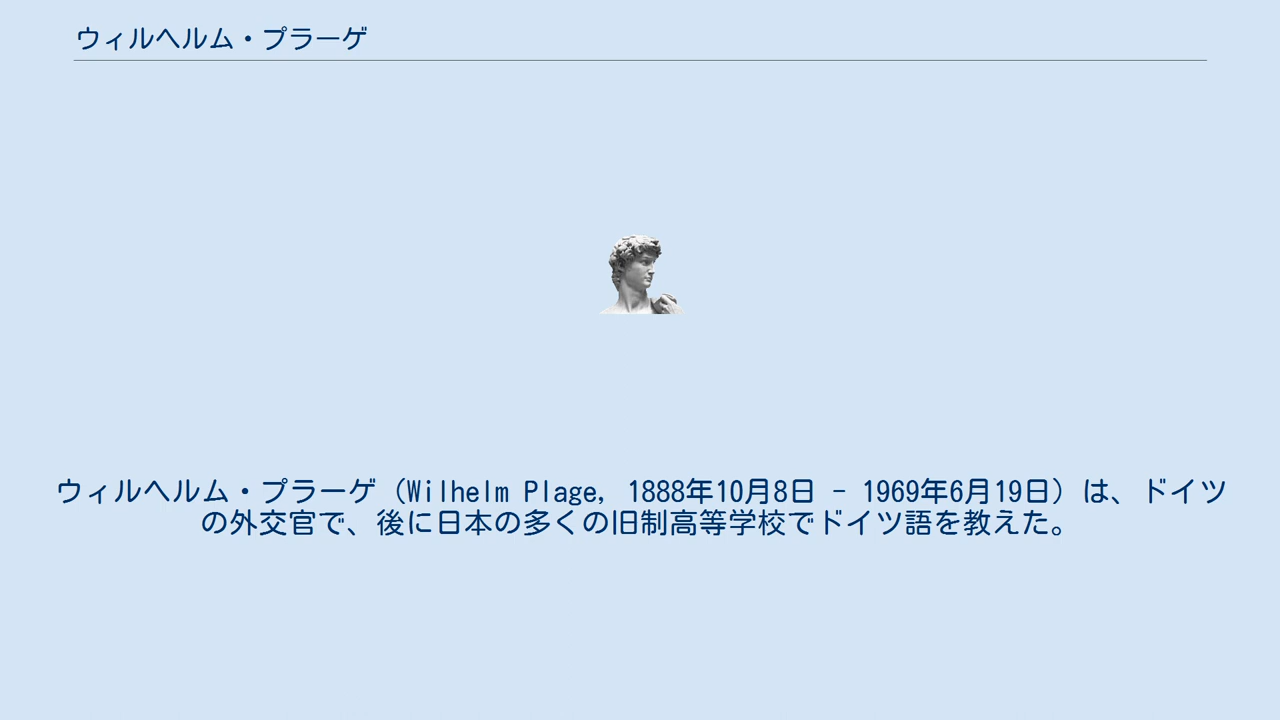 ウィルヘルム・プラーゲ
ウィルヘルム・プラーゲ（Wilhelm Plage, 1888年10月8日 - 1969年6月19日）は、ドイツ
の外交官で、後に日本の多くの旧制高等学校でドイツ語を教えた。